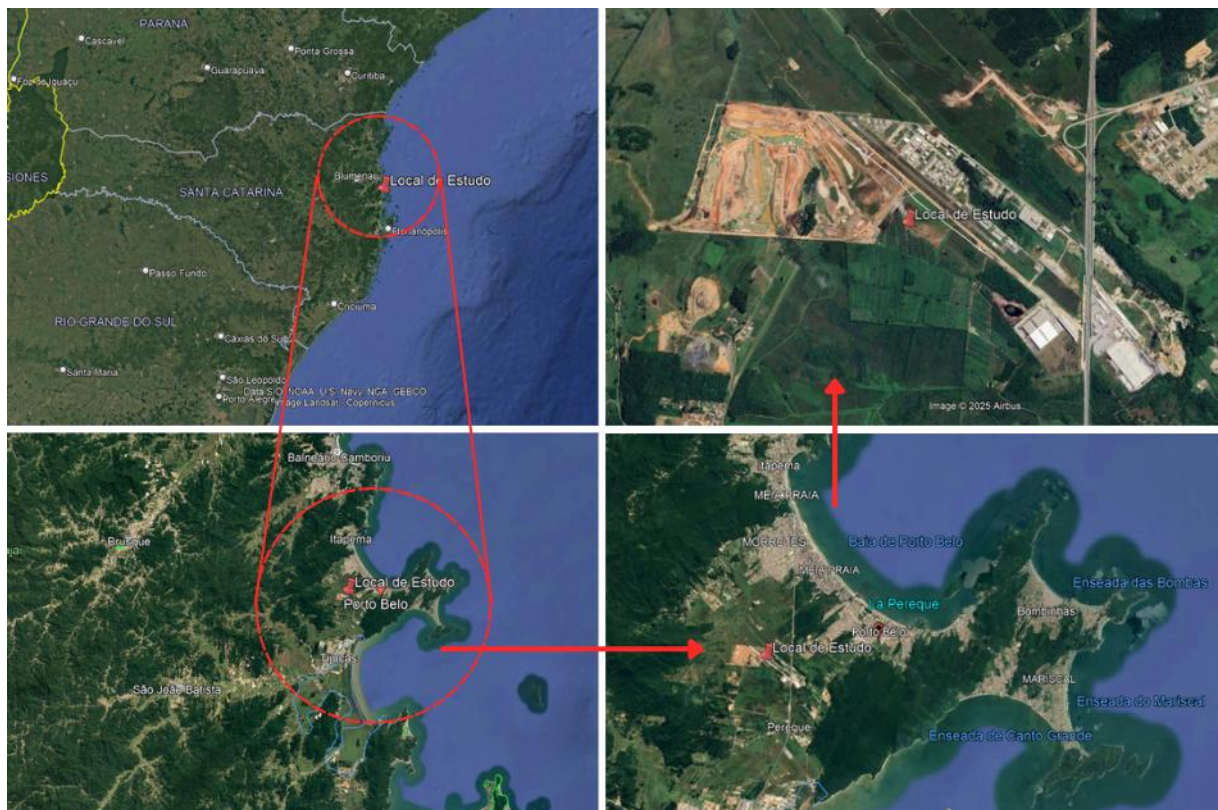 PARANÁ
Cascavel
Ponta Grossa
Guarapuava
Curitiba
Foz do Iguaçu
SIONES
Blumenau
Local de Estudo
SANTA CATARINA
Florianópolis
Passo Fundo
Criciúma
RIO GRANDE DO SUL
Caxias do Sul
Santa Maria
São Leopoldo
Data SIO, NOAA, U.S. Navy, NGA, GEBCO
Porto Alegre
Image Landsat / Copernicus
Local de Estudo
Image © 2025 Airbus
Balneário Camboriú
Brusque
Itapema
Local de Estudo
Porto Belo
Tijucas
São João Batista
Itapema
MEIA PRAIA
MORRETES
Baía de Porto Belo
MEIA PRAIA
Enseada das Bombas
La Pereque
Bombinhas
Porto Belo
Local de Estudo
MARISCAL
Enseada do Mariscal
Pereque
Enseada de Canto Grande